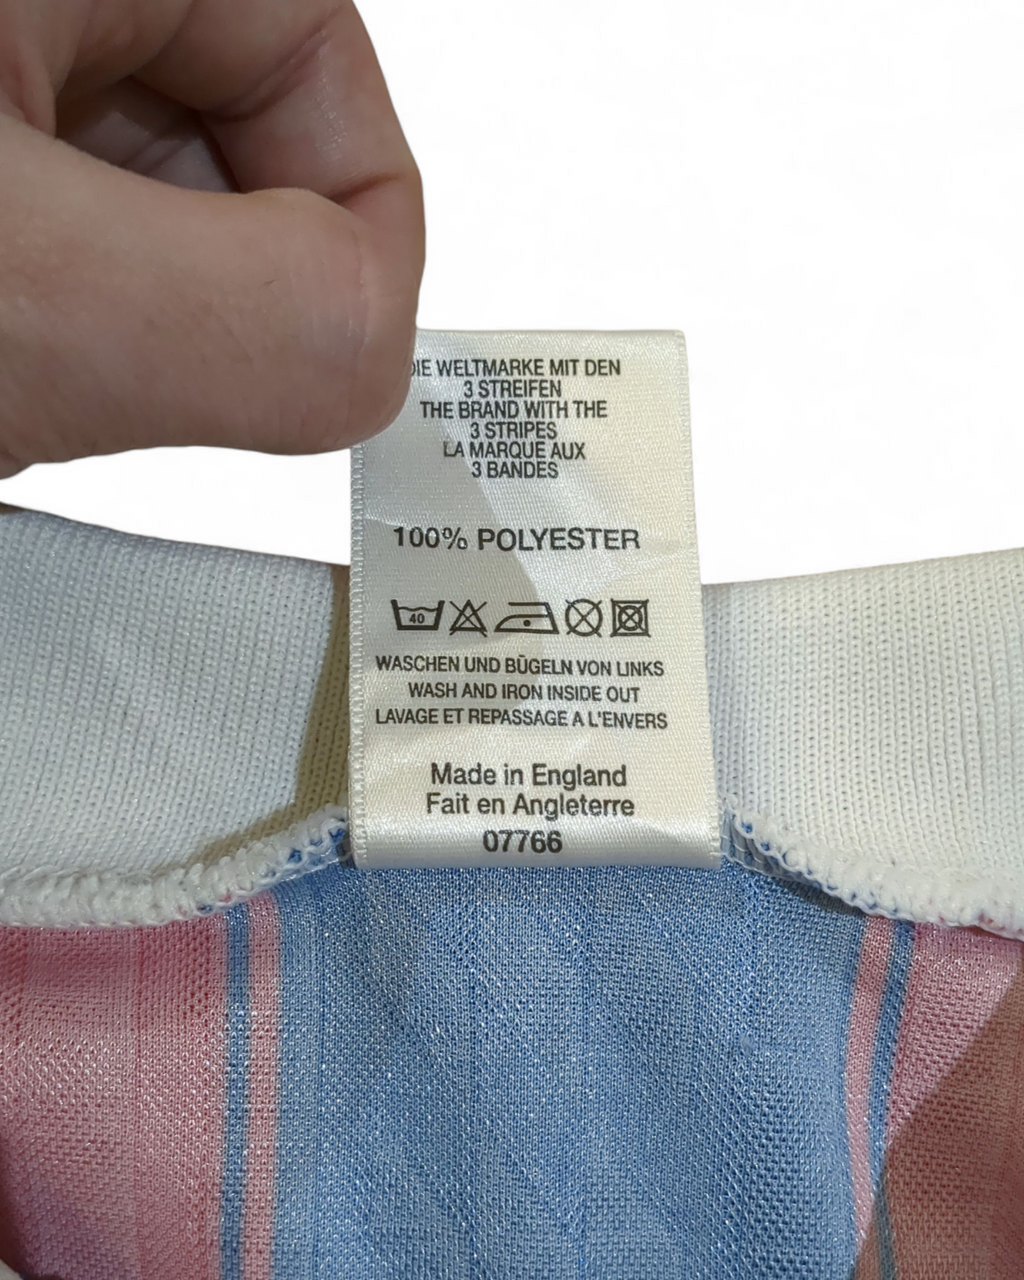 DIE WELTMARKE MIT DEN
3 STREIFEN
THE BRAND WITH THE
3 STRIPES
LA MARQUE AUX
3 BANDES
100% POLYESTER
40
WASCHEN UND BÜGELN VON LINKS
WASH AND IRON INSIDE OUT
LAVAGE ET REPASSAGE A L'ENVERS
Made in England
Fait en Angleterre
07766